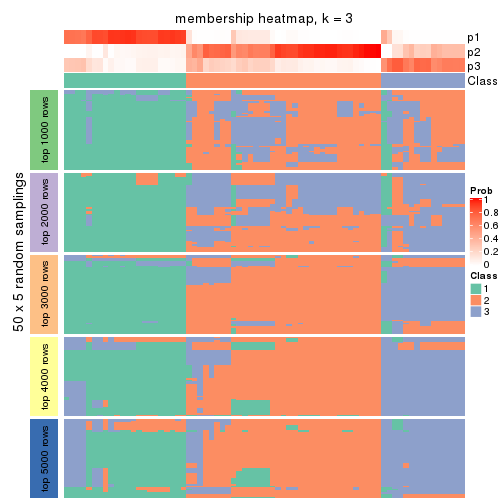 membership heatmap, k = 3
p1
p2
p3
Class
50 x 5 random samplings
top 1000 rows
top 2000 rows
top 3000 rows
top 4000 rows
top 5000 rows
Prob
1
0.8
0.6
0.4
0.2
0
Class
1
2
3